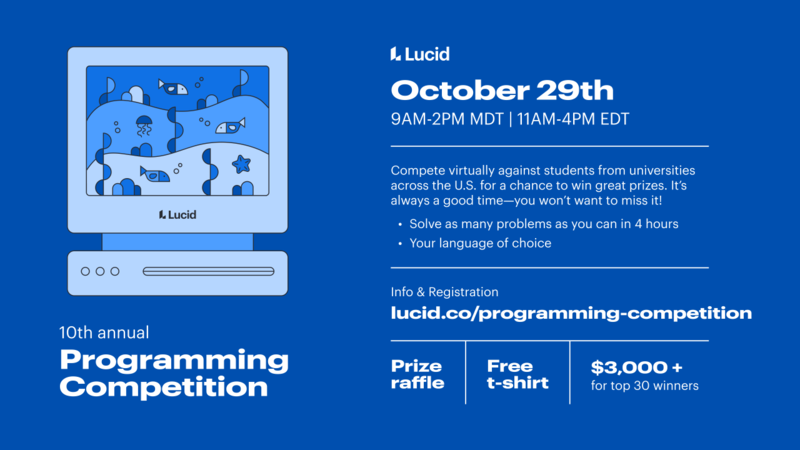 Lucid
10th annual
Programming
Competition
Lucid
October 29th
9AM-2PM MDT | 11AM-4PM EDT
Compete virtually against students from universities
across the U.S. for a chance to win great prizes. It’s
always a good time—you won’t want to miss it!
• Solve as many problems as you can in 4 hours
• Your language of choice
Info & Registration
lucid.co/programming-competition
Prize
raffle
Free
t-shirt
$3,000 +
for top 30 winners